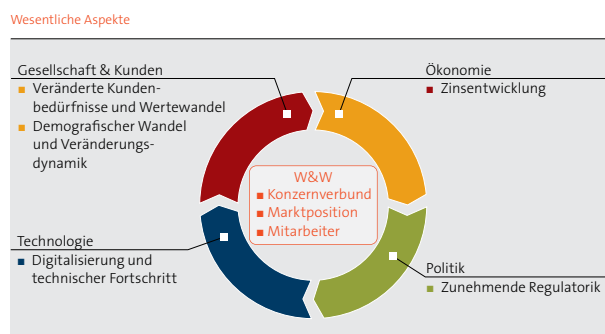 Wesentliche Aspekte
Gesellschaft & Kunden
Veränderte Kunden-
bedürfnisse und Wertewandel
Demografischer Wandel
und Veränderungs-
dynamik
Ökonomie
Zinsentwicklung
W&W
Konzernverbund
Marktposition
Mitarbeiter
Technologie
Digitalisierung und
technischer Fortschritt
Politik
Zunehmende Regulatorik